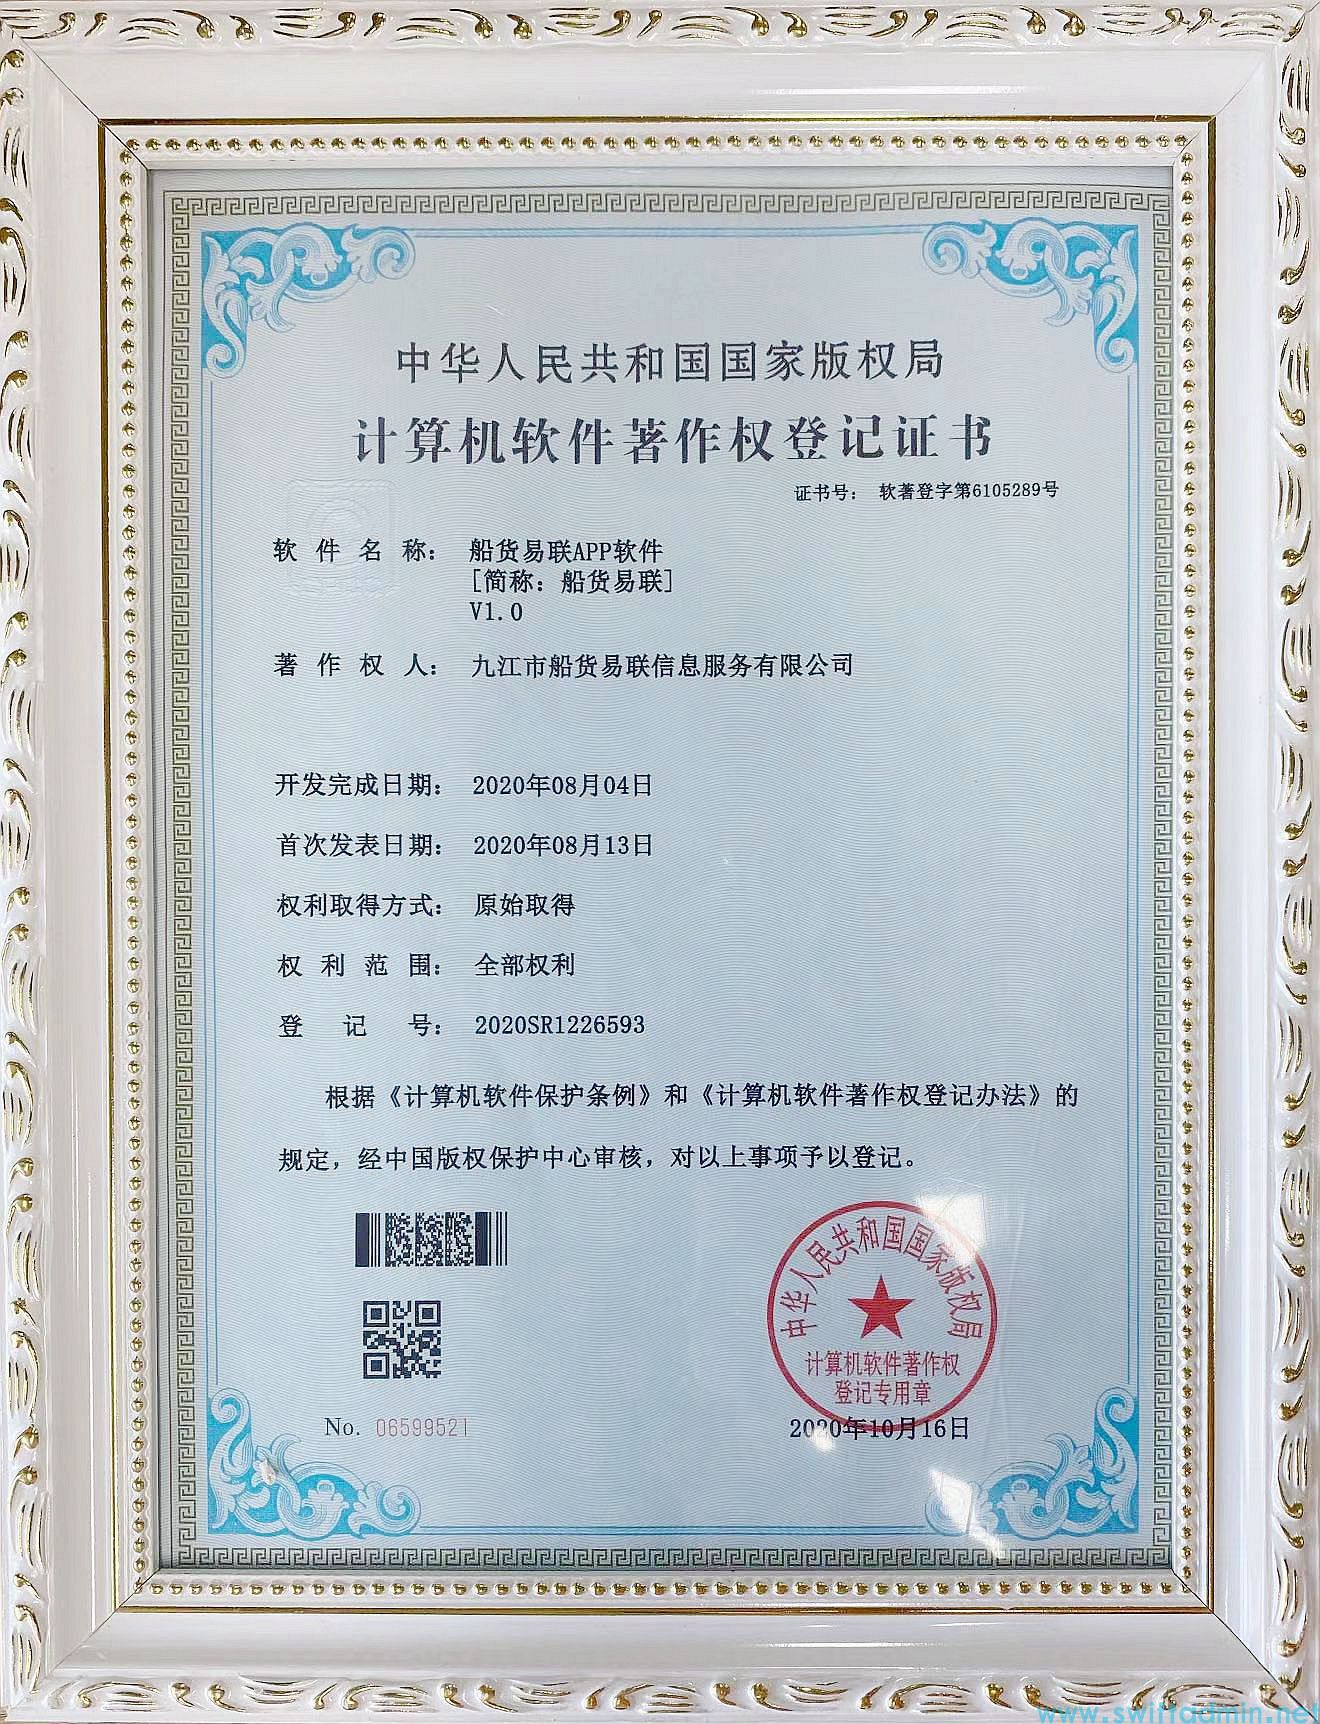 中华人民共和国国家版权局
计算机软件著作权登记证书
证书号： 软著登字第6105289号
软件名称： 船货易联APP软件
[简称：船货易联]
V1.0
著作权人： 九江市船货易联信息服务有限公司
开发完成日期： 2020年08月04日
首次发表日期： 2020年08月13日
权利取得方式： 原始取得
权利范围： 全部权利
登记号： 2020SR1226593
根据《计算机软件保护条例》和《计算机软件著作权登记办法》的
规定，经中国版权保护中心审核，对以上事项予以登记。
中华人民共和国国家版权局
计算机软件著作权
登记专用章
No. 06599521
2020年10月16日
www.swiftadmin.net